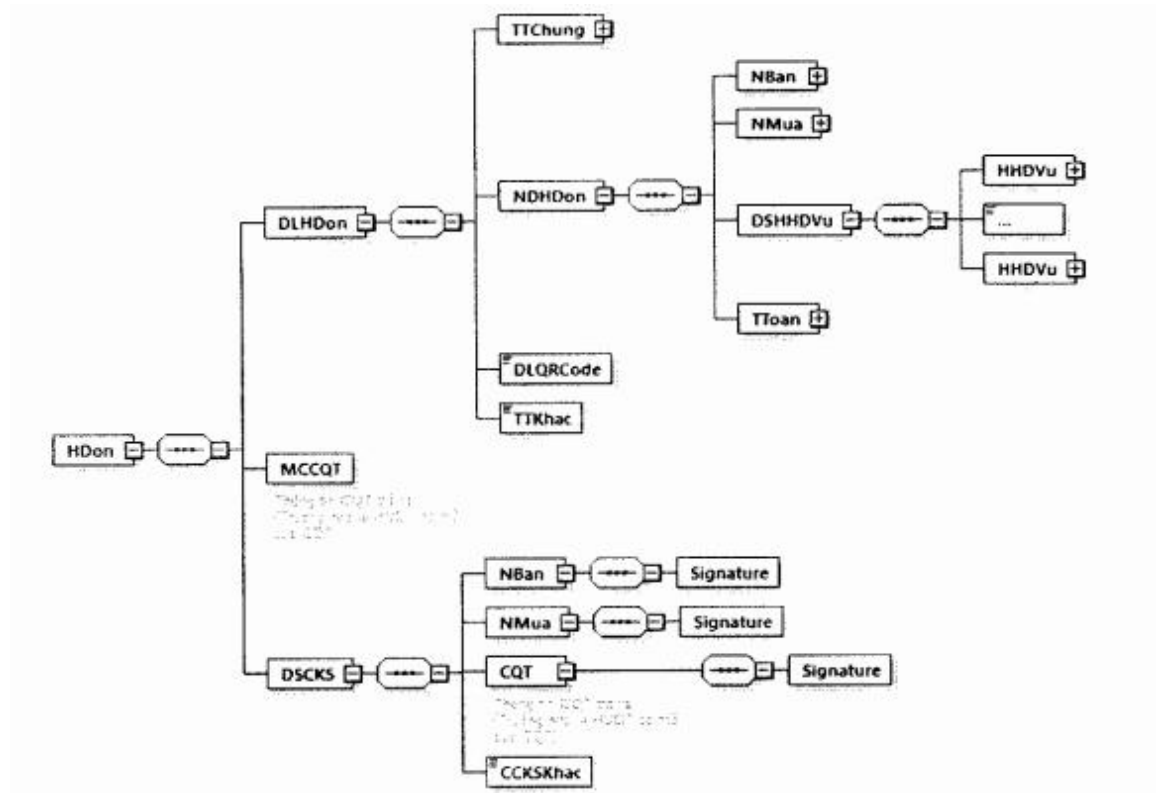 TTChung
NBan
NMua
HHDVu
NDHDon
DLHDon
DSHHDVu
...
HHDVu
TToan
DLQRCode
TTKhac
HDon
MCCQT
NBan
Signature
NMua
Signature
DSCKS
CQT
Signature
CCKSKhac